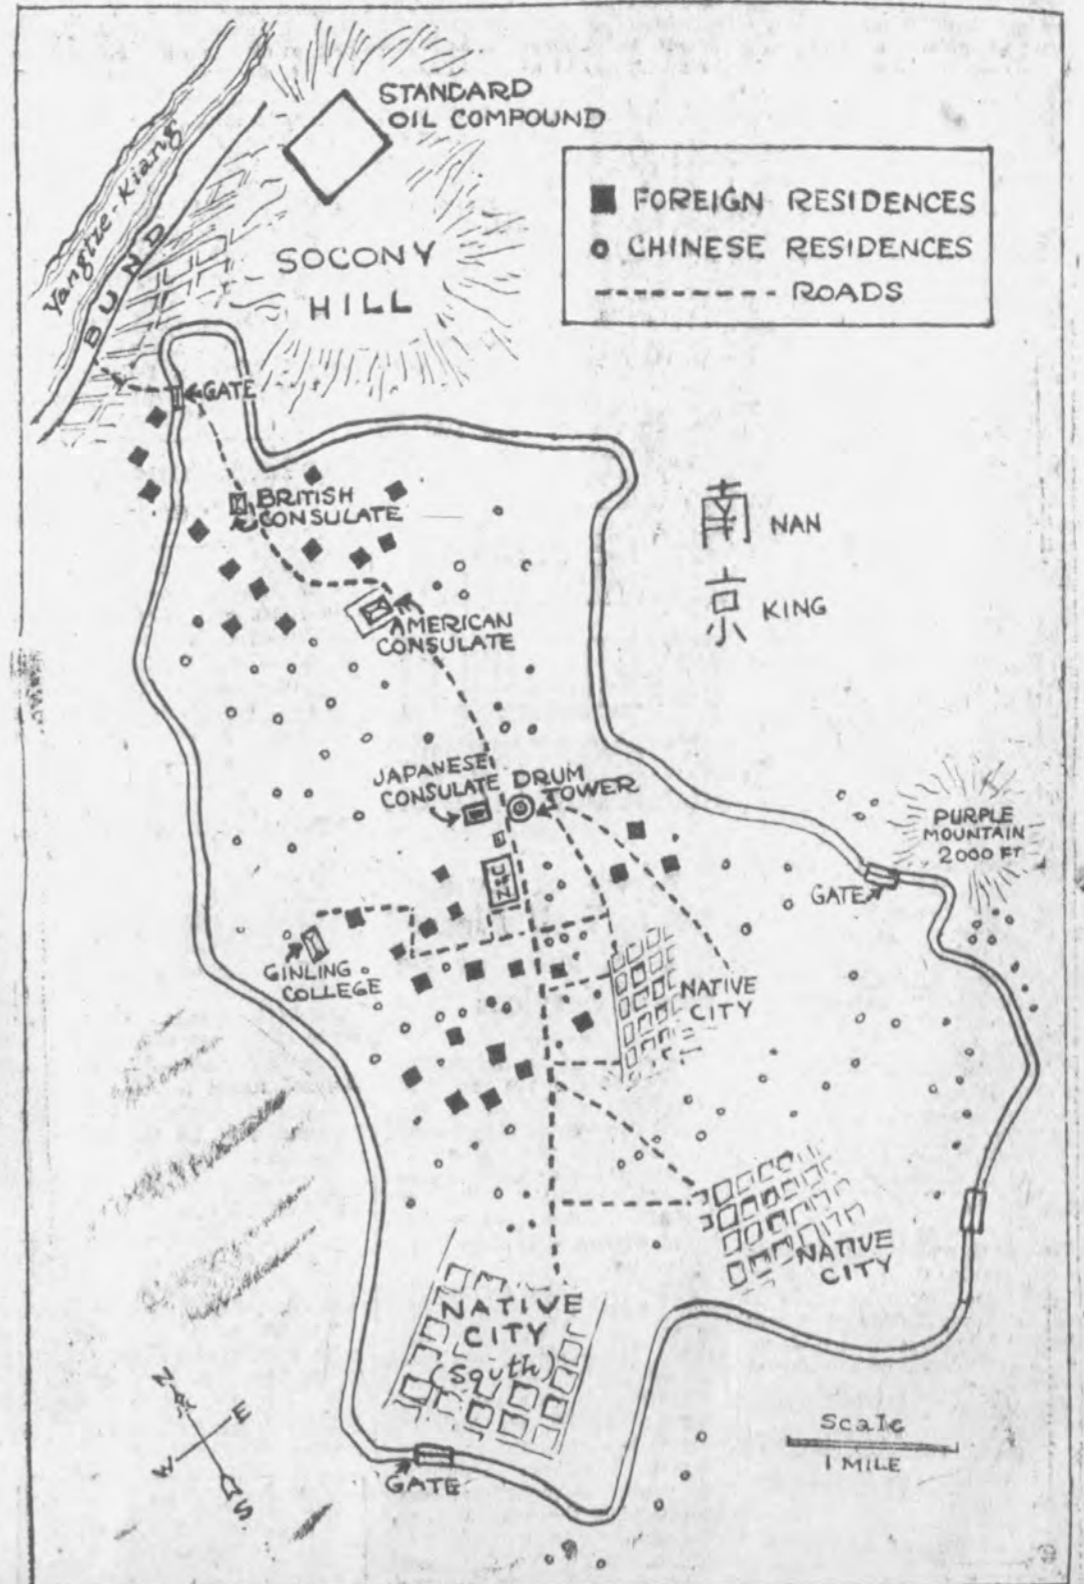 STANDARD
OIL COMPOUND
Yangtze-Kiang
BUND
SOCONY
HILL
FOREIGN RESIDENCES
CHINESE RESIDENCES
ROADS
GATE
BRITISH
CONSULATE
南 NAN
京 KING
AMERICAN
CONSULATE
JAPANESE
CONSULATE
DRUM
TOWER
PURPLE
MOUNTAIN
2000 FT
GATE
GINLING
COLLEGE
NATIVE
CITY
NATIVE
CITY
NATIVE
CITY
(South)
N
E
W
S
Scale
1 MILE
GATE